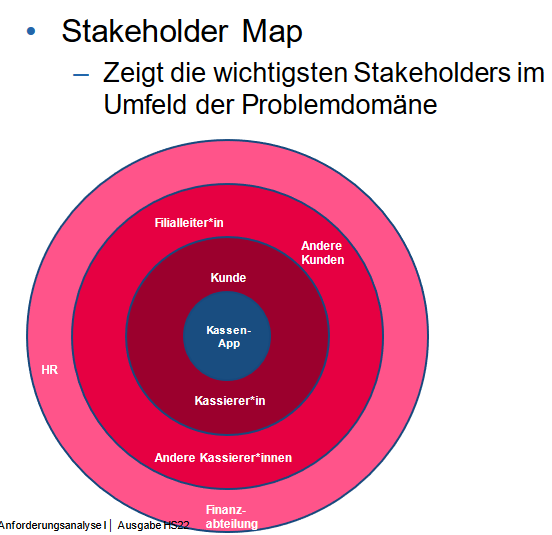 • Stakeholder Map
– Zeigt die wichtigsten Stakeholders im
Umfeld der Problemdomäne
Filialleiter*in
Andere
Kunden
Kunde
Kassen-
App
HR
Kassierer*in
Andere Kassierer*innen
Finanz-
abteilung
Anforderungsanalyse I | Ausgabe HS22